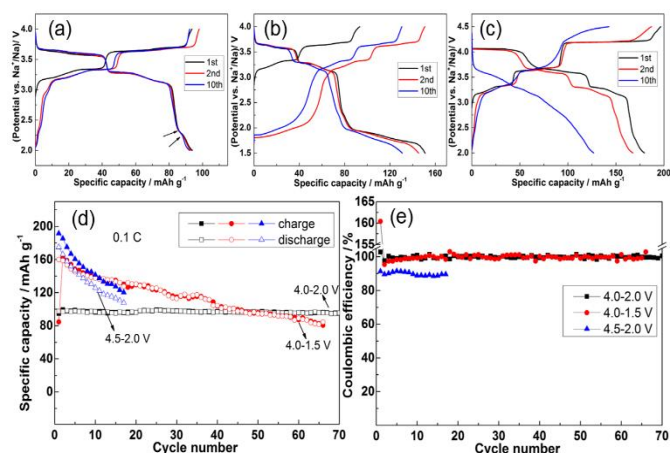 (a)
(b)
(c)
(Potential vs. Na⁺/Na)/ V
4.0
3.5
3.0
2.5
2.0
1st
2nd
10th
0 20 40 60 80 100 120
Specific capacity / mAh g⁻¹
(Potential vs. Na⁺/Na)/ V
4.0
3.5
3.0
2.5
2.0
1.5
1st
2nd
10th
0 40 80 120 160
Specific capacity / mAh g⁻¹
(Potential vs. Na⁺/Na)/ V
4.5
4.0
3.5
3.0
2.5
2.0
1st
2nd
10th
0 50 100 150 200
Specific capacity / mAh g⁻¹
(d)
0.1 C
charge
discharge
Specific capacity / mAh g⁻¹
200
160
120
80
40
0
4.0-2.0 V
4.5-2.0 V
4.0-1.5 V
0 10 20 30 40 50 60 70
Cycle number
(e)
Coulombic efficiency / %
165
160
155
150
100
80
60
40
20
4.0-2.0 V
4.0-1.5 V
4.5-2.0 V
0 10 20 30 40 50 60 70
Cycle number